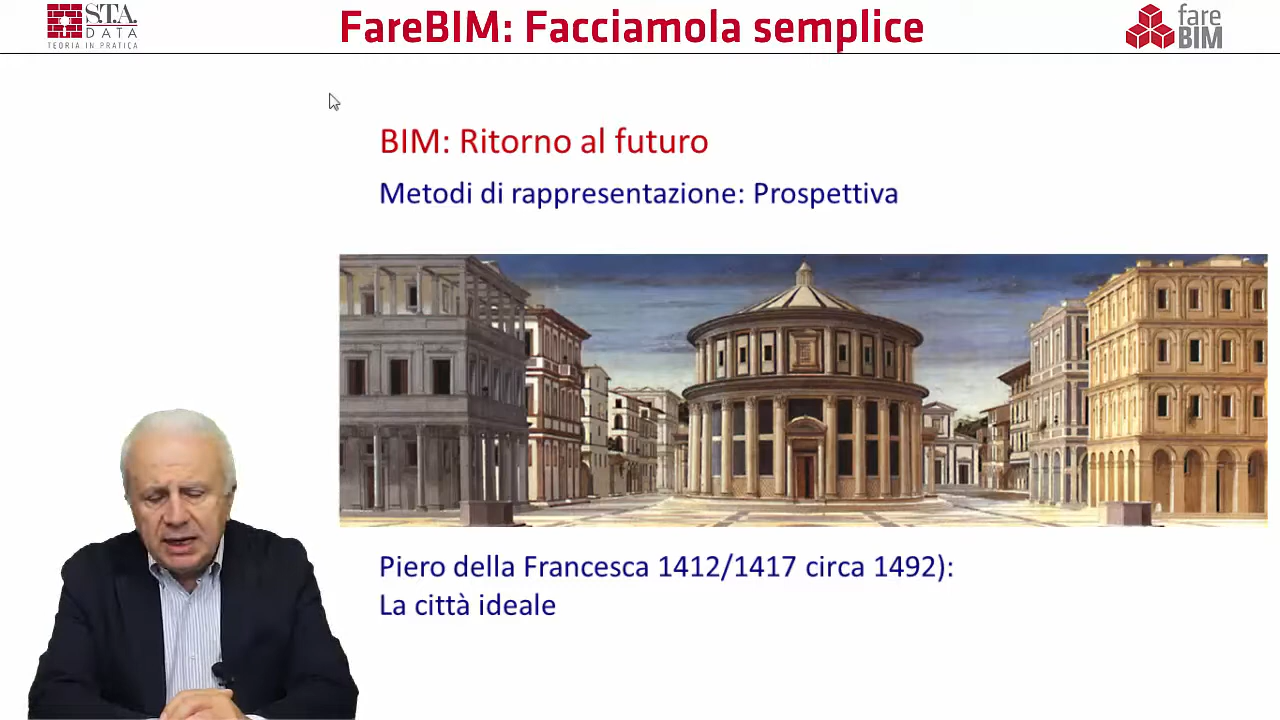 S.T.A.
DATA
TEORIA IN PRATICA
FareBIM: Facciamola semplice
fare
BIM
BIM: Ritorno al futuro
Metodi di rappresentazione: Prospettiva
Piero della Francesca 1412/1417 circa 1492):
La città ideale